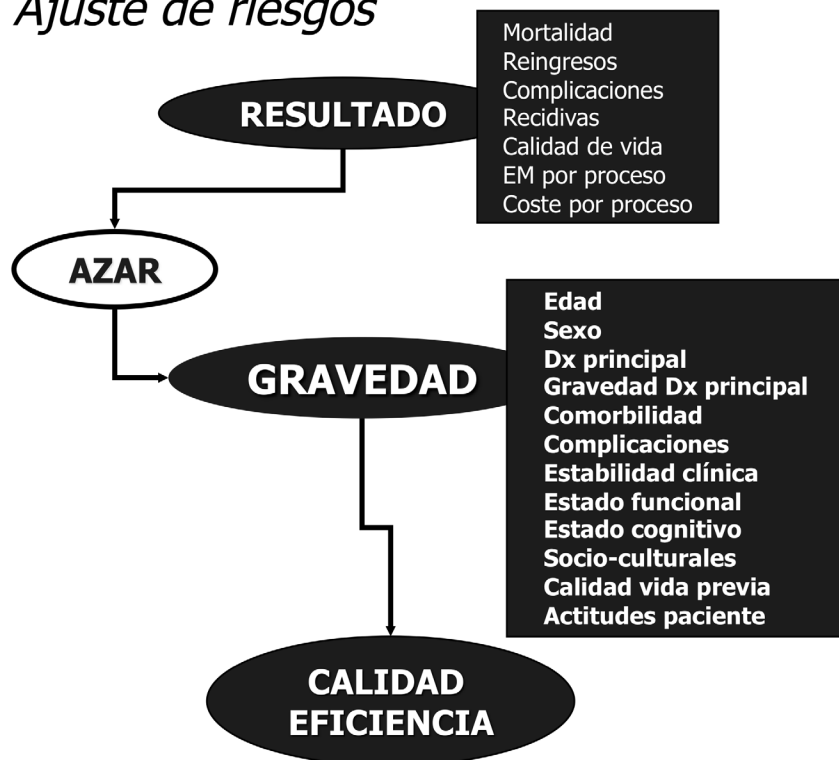 Ajuste de riesgos
RESULTADO
Mortalidad
Reingresos
Complicaciones
Recidivas
Calidad de vida
EM por proceso
Coste por proceso
AZAR
GRAVEDAD
Edad
Sexo
Dx principal
Gravedad Dx principal
Comorbilidad
Complicaciones
Estabilidad clínica
Estado funcional
Estado cognitivo
Socio-culturales
Calidad vida previa
Actitudes paciente
CALIDAD
EFICIENCIA